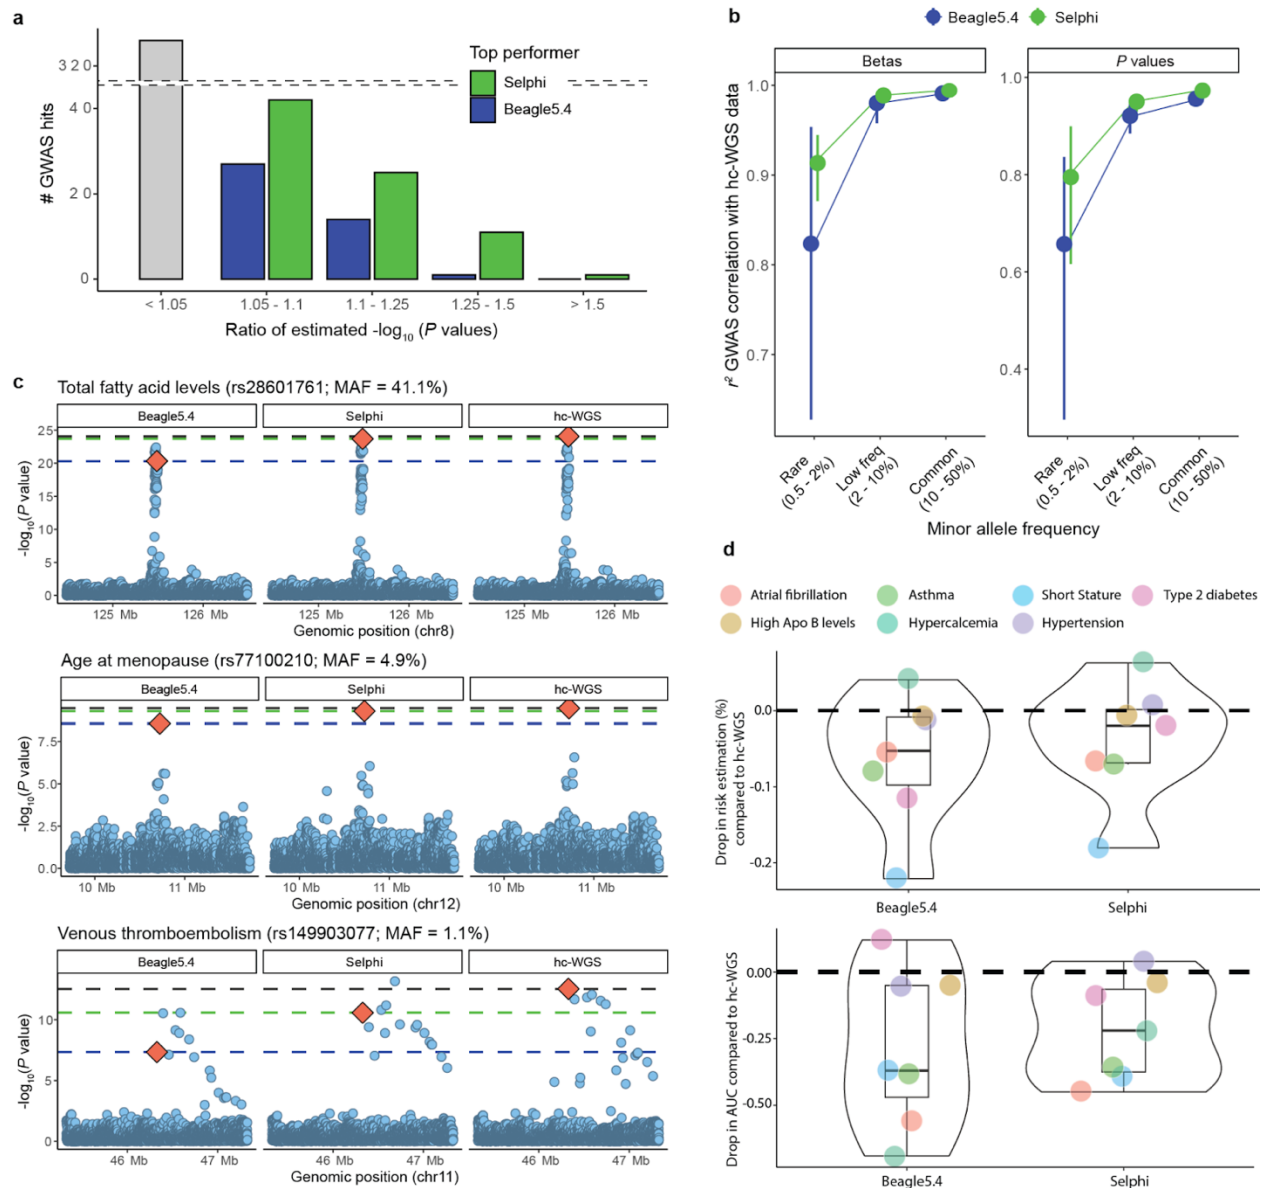 a
# GWAS hits
3 2 0
4 0
2 0
0
Top performer
Selphi
Beagle5.4
< 1.05
1.05 - 1.1
1.1 - 1.25
1.25 - 1.5
> 1.5
Ratio of estimated -log10 (P values)
b
Beagle5.4
Selphi
Betas
P values
r2 GWAS correlation with hc-WGS data
1.0
0.9
0.8
0.7
1.0
0.8
0.6
0.4
Rare
(0.5 - 2%)
Low freq
(2 - 10%)
Common
(10 - 50%)
Rare
(0.5 - 2%)
Low freq
(2 - 10%)
Common
(10 - 50%)
Minor allele frequency
c
Total fatty acid levels (rs28601761; MAF = 41.1%)
Beagle5.4
Selphi
hc-WGS
-log10(P value)
25
20
15
10
5
0
125 Mb
126 Mb
125 Mb
126 Mb
125 Mb
126 Mb
Genomic position (chr8)
Age at menopause (rs77100210; MAF = 4.9%)
Beagle5.4
Selphi
hc-WGS
-log10(P value)
7.5
5.0
2.5
0.0
10 Mb
11 Mb
10 Mb
11 Mb
10 Mb
11 Mb
Genomic position (chr12)
Venous thromboembolism (rs149903077; MAF = 1.1%)
Beagle5.4
Selphi
hc-WGS
-log10(P value)
10
5
0
46 Mb
47 Mb
46 Mb
47 Mb
46 Mb
47 Mb
Genomic position (chr11)
d
Atrial fibrillation
Asthma
Short Stature
Type 2 diabetes
High Apo B levels
Hypercalcemia
Hypertension
Drop in risk estimation (%)
compared to hc-WGS
0.0
-0.1
-0.2
Beagle5.4
Selphi
Drop in AUC compared to hc-WGS
0.00
-0.25
-0.50
Beagle5.4
Selphi